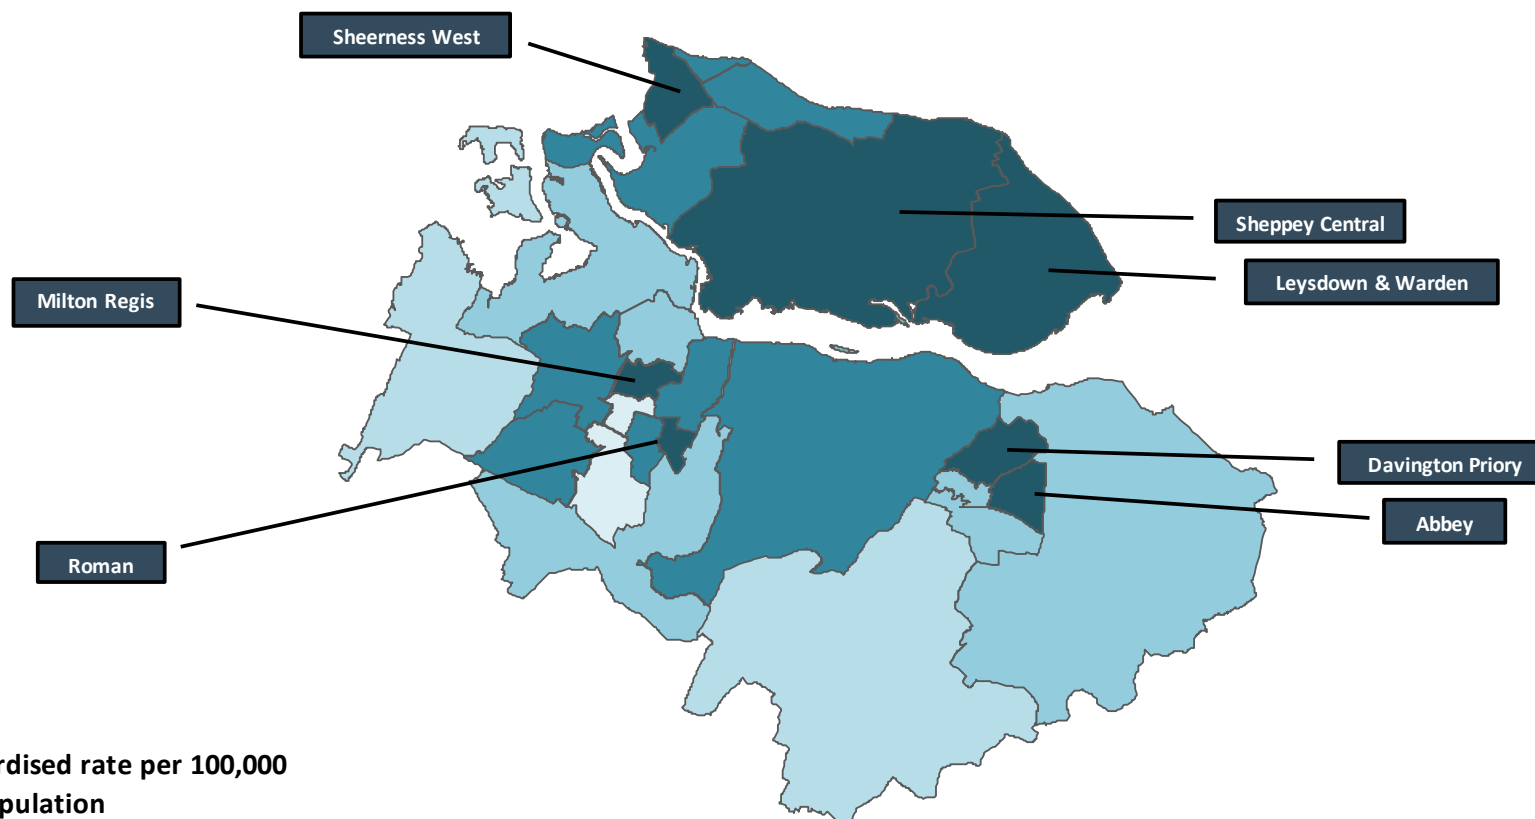 Sheerness West
Sheppey Central
Leysdown & Warden
Milton Regis
Davington Priory
Abbey
Roman
rdised rate per 100,000
pulation